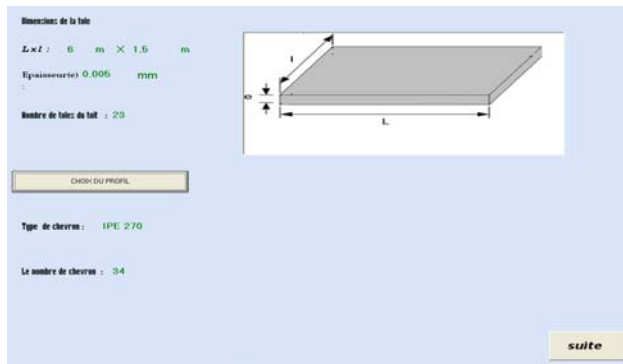 Dimensions de la tole
L x l : 6 m X 1,5 m
Epaisseur(e) 0,005 mm
:
Nombre de toles du toit : 23
l
e
L
CHOIX DU PROFIL
Type de chevron : IPE 270
Le nombre de chevron : 34
suite